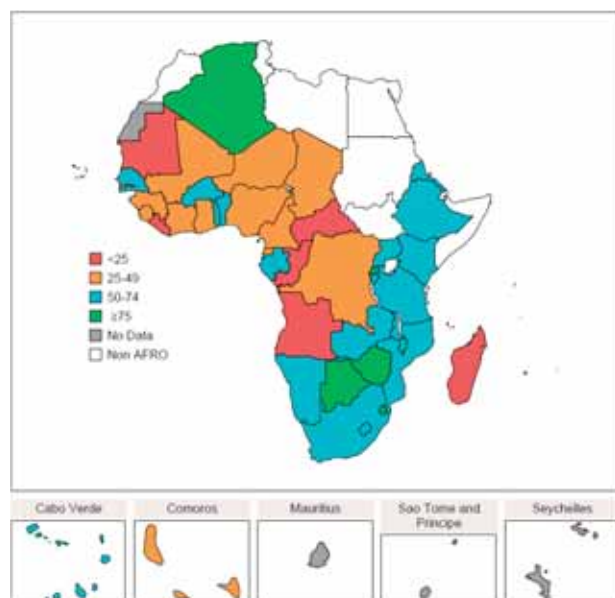 <25
25-49
50-74
≥75
No Data
Non AFRO
Cabo Verde
Comoros
Mauritius
Sao Tome and
Principe
Seychelles